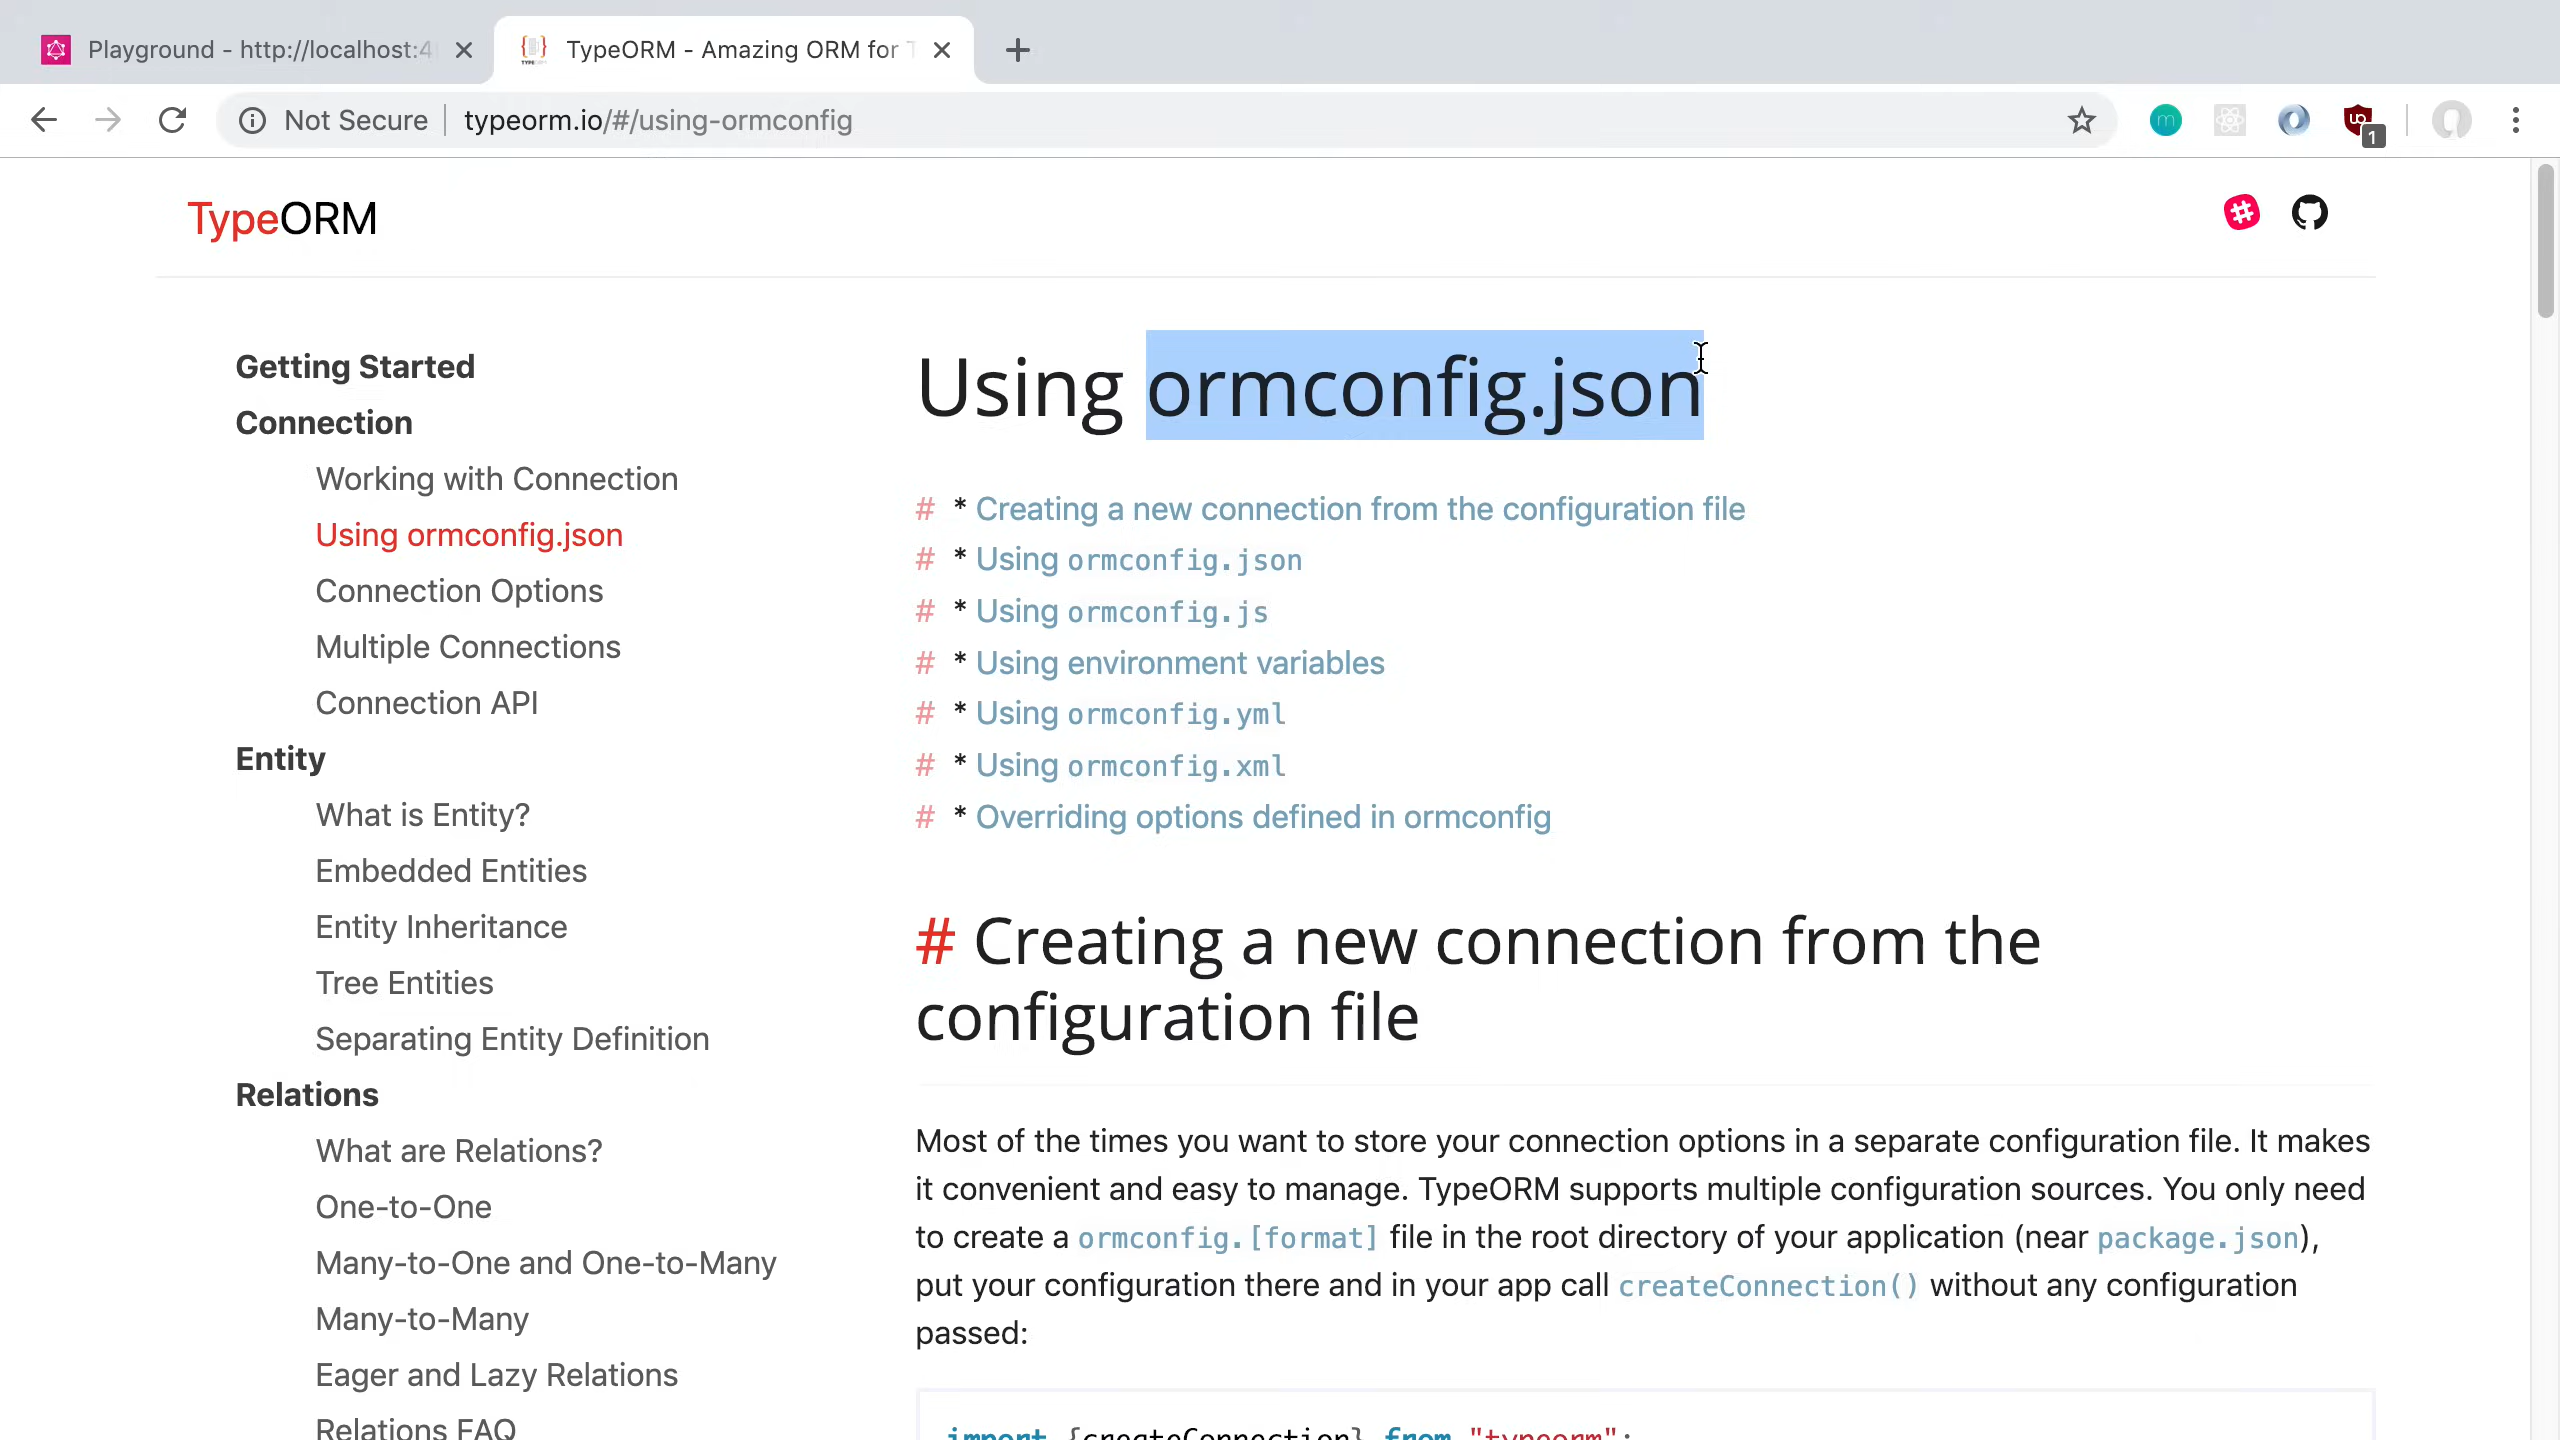 Playground - http://localhost:4
TypeORM - Amazing ORM for T
Not Secure
typeorm.io/#/using-ormconfig
1
TypeORM
Getting Started
Connection
Working with Connection
Using ormconfig.json
Connection Options
Multiple Connections
Connection API
Entity
What is Entity?
Embedded Entities
Entity Inheritance
Tree Entities
Separating Entity Definition
Relations
What are Relations?
One-to-One
Many-to-One and One-to-Many
Many-to-Many
Eager and Lazy Relations
Relations FAQ
Using ormconfig.json
# * Creating a new connection from the configuration file
# * Using ormconfig.json
# * Using ormconfig.js
# * Using environment variables
# * Using ormconfig.yml
# * Using ormconfig.xml
# * Overriding options defined in ormconfig
# Creating a new connection from the
configuration file
Most of the times you want to store your connection options in a separate configuration file. It makes
it convenient and easy to manage. TypeORM supports multiple configuration sources. You only need
to create a ormconfig.[format] file in the root directory of your application (near package.json),
put your configuration there and in your app call createConnection() without any configuration
passed:
import {createConnection} from "typeorm";